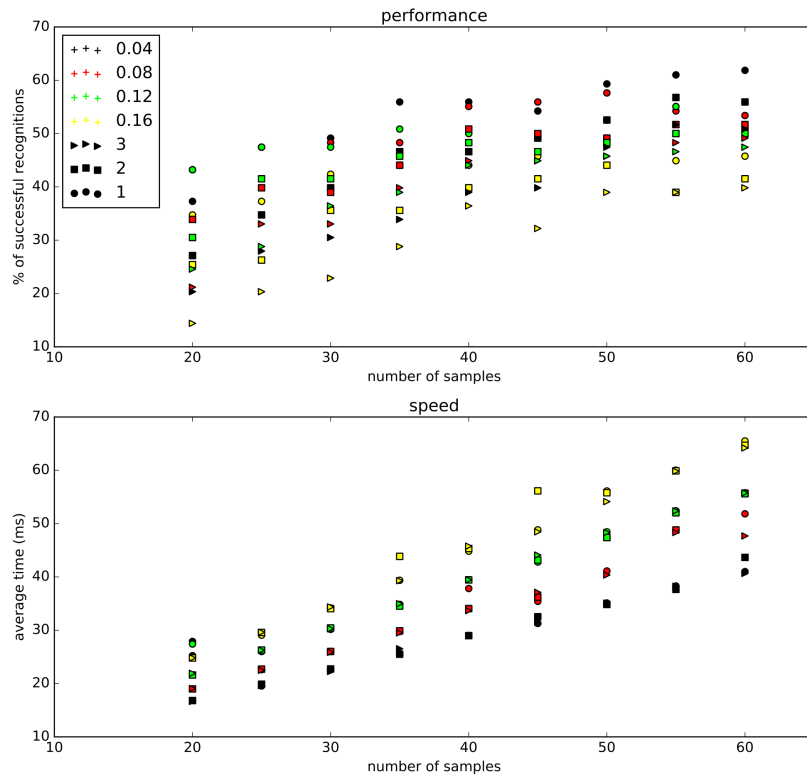 performance
70
60
50
40
30
20
10
% of successful recognitions
0.04
0.08
0.12
0.16
3
2
1
10 20 30 40 50 60
number of samples
speed
70
60
50
40
30
20
10
average time (ms)
10 20 30 40 50 60
number of samples